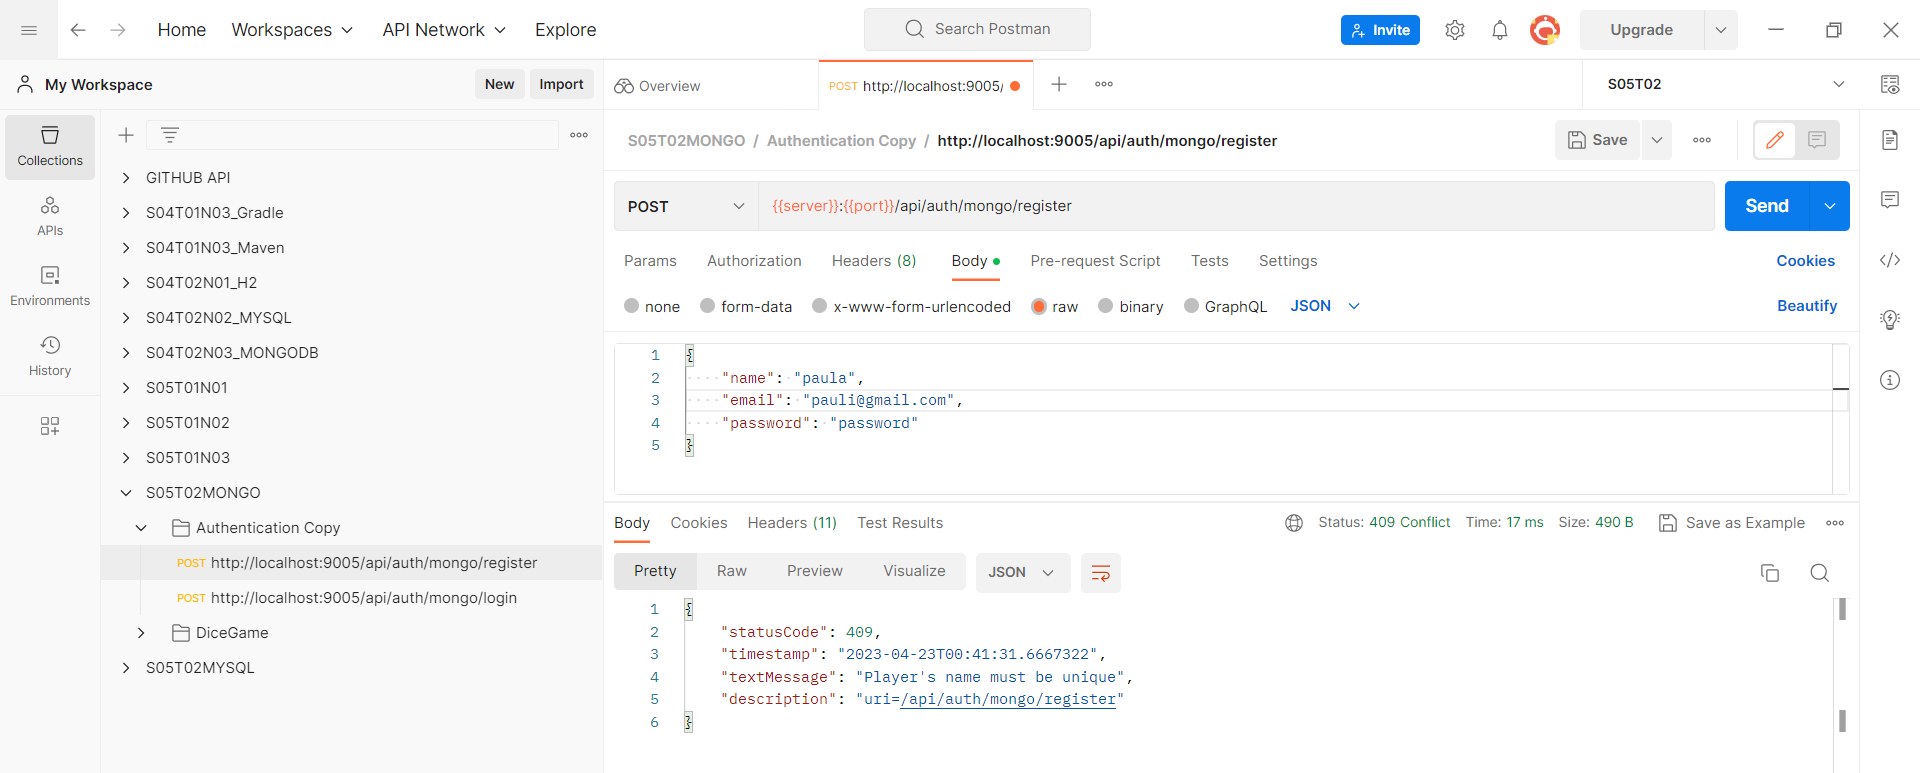 Home Workspaces API Network Explore Search Postman Invite Upgrade
My Workspace New Import
Overview POST http://localhost:9005/ S05T02
Collections
APIs
Environments
History
GITHUB API
S04T01N03_Gradle
S04T01N03_Maven
S04T02N01_H2
S04T02N02_MYSQL
S04T02N03_MONGODB
S05T01N01
S05T01N02
S05T01N03
S05T02MONGO
Authentication Copy
POST http://localhost:9005/api/auth/mongo/register
POST http://localhost:9005/api/auth/mongo/login
DiceGame
S05T02MYSQL
S05T02MONGO / Authentication Copy / http://localhost:9005/api/auth/mongo/register Save
POST {{server}}:{{port}}/api/auth/mongo/register Send
Params Authorization Headers (8) Body Pre-request Script Tests Settings Cookies
none form-data x-www-form-urlencoded raw binary GraphQL JSON Beautify
1 {
2 "name": "paula",
3 "email": "pauli@gmail.com",
4 "password": "password"
5 }
Body Cookies Headers (11) Test Results Status: 409 Conflict Time: 17 ms Size: 490 B Save as Example
Pretty Raw Preview Visualize JSON
1 {
2 "statusCode": 409,
3 "timestamp": "2023-04-23T00:41:31.6667322",
4 "textMessage": "Player's name must be unique",
5 "description": "uri=/api/auth/mongo/register"
6 }